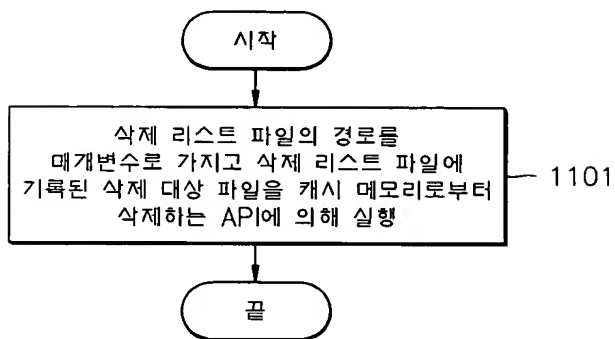 시작
삭제 리스트 파일의 경로를
매개변수로 가지고 삭제 리스트 파일에
기록된 삭제 대상 파일을 캐시 메모리로부터
삭제하는 API에 의해 실행
1101
끝